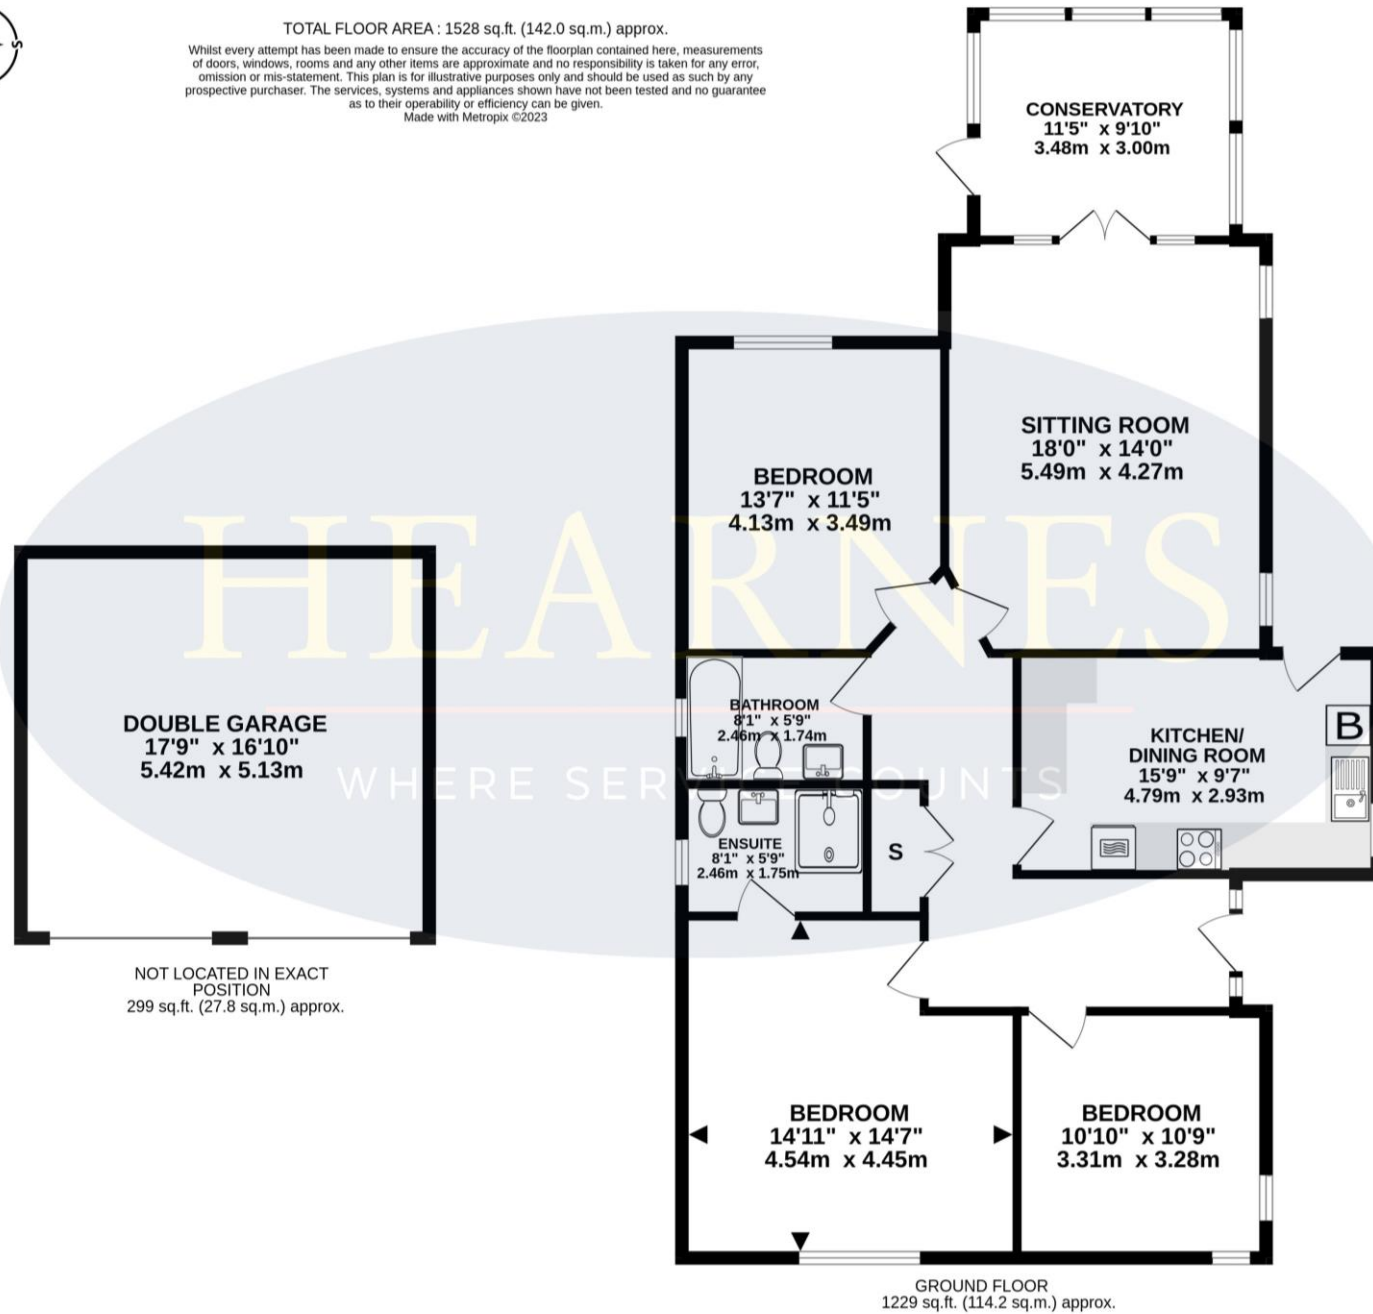 S
TOTAL FLOOR AREA : 1528 sq.ft. (142.0 sq.m.) approx.
Whilst every attempt has been made to ensure the accuracy of the floorplan contained here, measurements
of doors, windows, rooms and any other items are approximate and no responsibility is taken for any error,
omission or mis-statement. This plan is for illustrative purposes only and should be used as such by any
prospective purchaser. The services, systems and appliances shown have not been tested and no guarantee
as to their operability or efficiency can be given.
Made with Metropix ©2023
CONSERVATORY
11'5" x 9'10"
3.48m x 3.00m
SITTING ROOM
18'0" x 14'0"
5.49m x 4.27m
BEDROOM
13'7" x 11'5"
4.13m x 3.49m
HEARNES
WHERE SERVICE COUNTS
DOUBLE GARAGE
17'9" x 16'10"
5.42m x 5.13m
NOT LOCATED IN EXACT
POSITION
299 sq.ft. (27.8 sq.m.) approx.
BATHROOM
8'1" x 5'9"
2.46m x 1.74m
KITCHEN/
DINING ROOM
15'9" x 9'7"
4.79m x 2.93m
B
ENSUITE
8'1" x 5'9"
2.46m x 1.75m
S
BEDROOM
14'11" x 14'7"
4.54m x 4.45m
BEDROOM
10'10" x 10'9"
3.31m x 3.28m
GROUND FLOOR
1229 sq.ft. (114.2 sq.m.) approx.